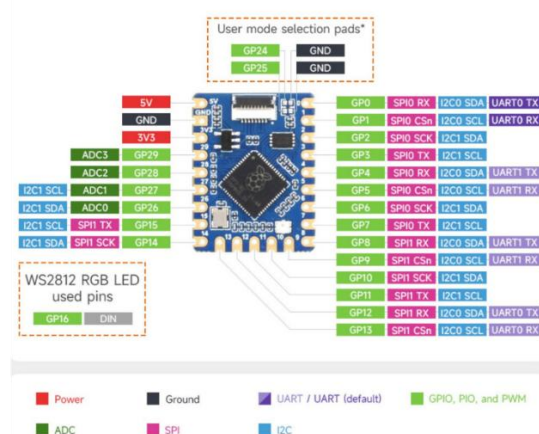 User mode selection pads*
GP24 GND
GP25 GND
5V
GND
3V3
ADC3 GP29
ADC2 GP28
I2C1 SCL ADC1 GP27
I2C1 SDA ADC0 GP26
I2C1 SCL SPI1 TX GP15
I2C1 SDA SPI1 SCK GP14
GP0 SPI0 RX I2C0 SDA UART0 TX
GP1 SPI0 CSn I2C0 SCL UART0 RX
GP2 SPI0 SCK I2C1 SDA
GP3 SPI0 TX I2C1 SCL
GP4 SPI0 RX I2C0 SDA UART1 TX
GP5 SPI0 CSn I2C0 SCL UART1 RX
GP6 SPI0 SCK I2C1 SDA
GP7 SPI0 TX I2C1 SCL
GP8 SPI1 RX I2C0 SDA UART1 TX
GP9 SPI1 CSn I2C0 SCL UART1 RX
GP10 SPI1 SCK I2C1 SDA
GP11 SPI1 TX I2C1 SCL
GP12 SPI1 RX I2C0 SDA UART0 TX
GP13 SPI1 CSn I2C0 SCL UART0 RX
WS2812 RGB LED
used pins
GP16 DIN
Power
Ground
UART / UART (default)
GPIO, PIO, and PWM
ADC
SPI
I2C